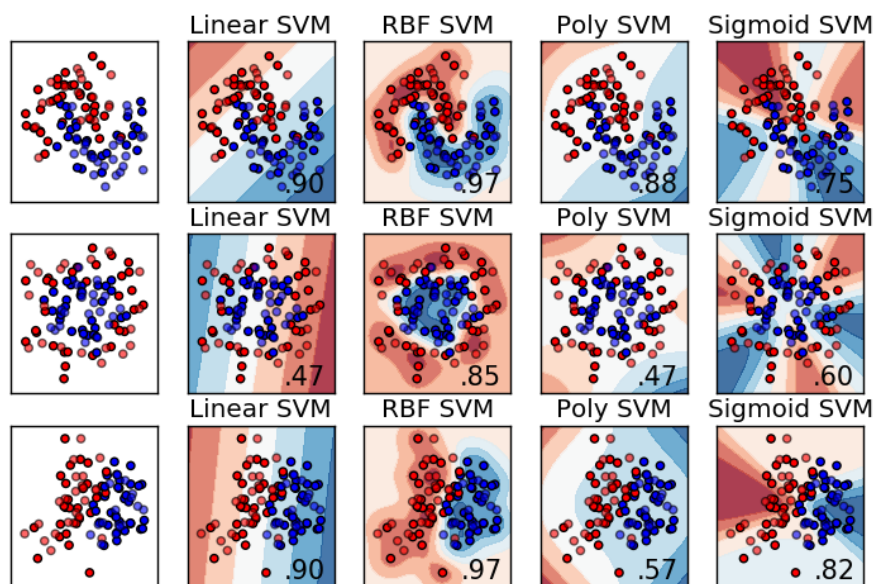 Linear SVM RBF SVM Poly SVM Sigmoid SVM
.90 .97 .88 .75
Linear SVM RBF SVM Poly SVM Sigmoid SVM
.47 .85 .47 .60
Linear SVM RBF SVM Poly SVM Sigmoid SVM
.90 .97 .57 .82